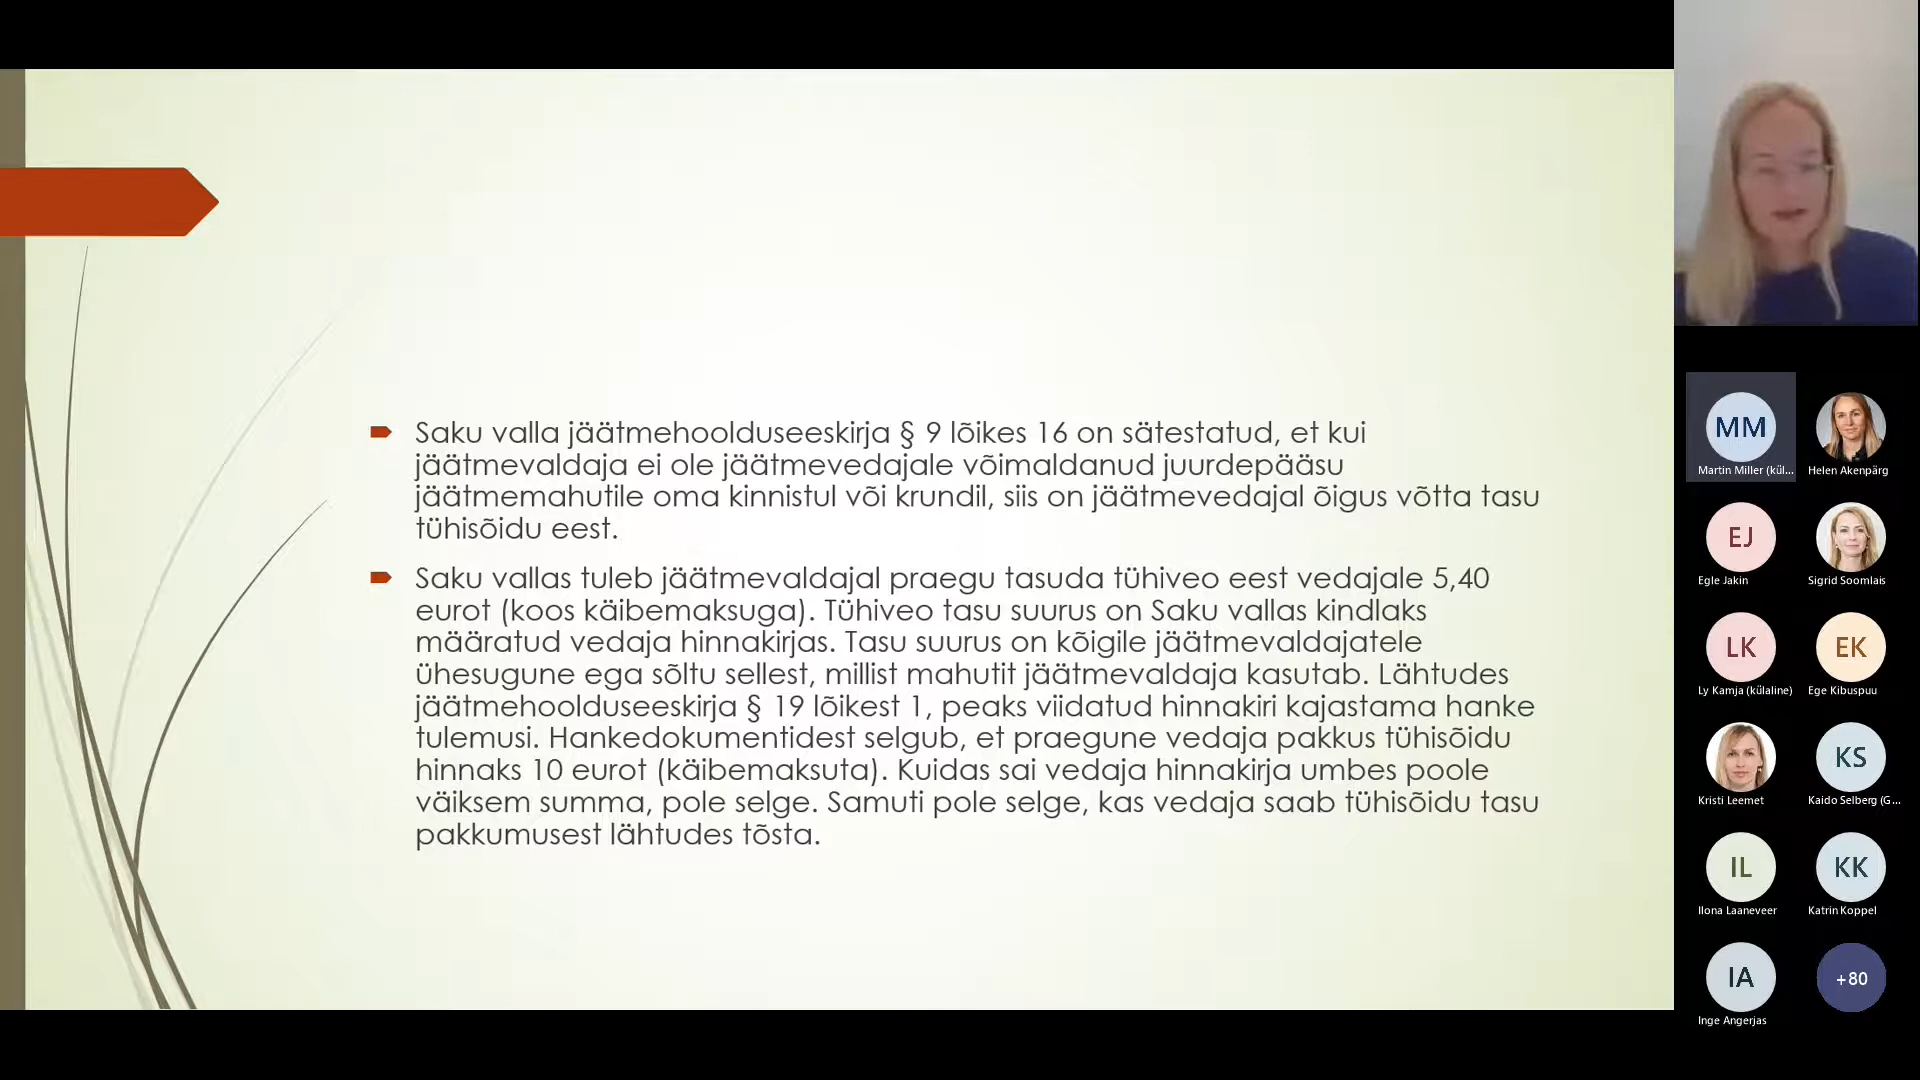 Saku valla jäätmehoolduseeskirja § 9 lõikes 16 on sätestatud, et kui
jäätmevaldaja ei ole jäätmevedajale võimaldanud juurdepääsu
jäätmemahutile oma kinnistul või krundil, siis on jäätmevedajal õigus võtta tasu
tühisõidu eest.
Saku vallas tuleb jäätmevaldajal praegu tasuda tühiveo eest vedajale 5,40
eurot (koos käibemaksuga). Tühiveo tasu suurus on Saku vallas kindlaks
määratud vedaja hinnakirjas. Tasu suurus on kõigile jäätmevaldajatele
ühesugune ega sõltu sellest, millist mahutit jäätmevaldaja kasutab. Lähtudes
jäätmehoolduseeskirja § 19 lõikest 1, peaks viidatud hinnakiri kajastama hanke
tulemusi. Hankedokumentidest selgub, et praegune vedaja pakkus tühisõidu
hinnaks 10 eurot (käibemaksuta). Kuidas sai vedaja hinnakirja umbes poole
väiksem summa, pole selge. Samuti pole selge, kas vedaja saab tühisõidu tasu
pakkumusest lähtudes tõsta.
MM
Martin Miller (kül...
Helen Akenpärg
EJ
Egle Jakin
Sigrid Soomlais
LK
Ly Kamja (külaline)
EK
Ege Kibuspuu
Kristi Leemet
KS
Kaido Selberg (G...
IL
Ilona Laaneveer
KK
Katrin Koppel
IA
Inge Angerjas
+80